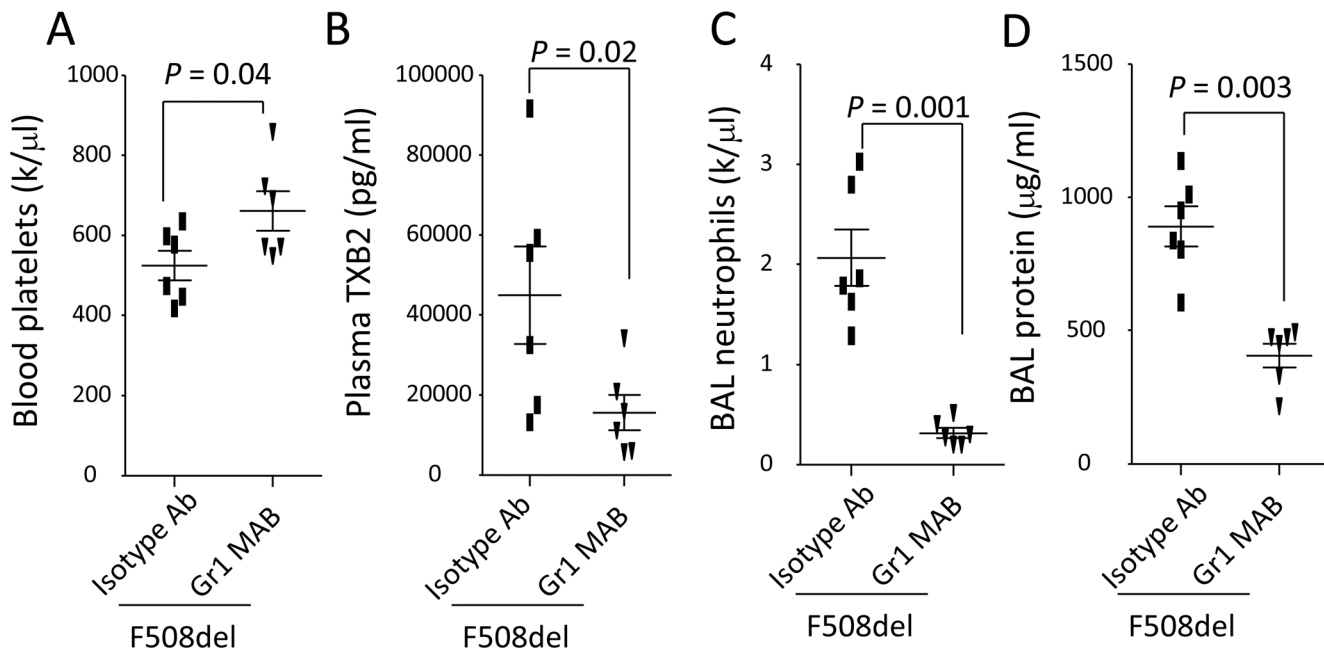 A
Blood platelets (k/μl)
1000
800
600
400
200
0
P = 0.04
Isotype Ab
Gr1 MAB
F508del
B
Plasma TXB2 (pg/ml)
100000
80000
60000
40000
20000
0
P = 0.02
Isotype Ab
Gr1 MAB
F508del
C
BAL neutrophils (k/μl)
4
3
2
1
0
P = 0.001
Isotype Ab
Gr1 MAB
F508del
D
BAL protein (μg/ml)
1500
1000
500
0
P = 0.003
Isotype Ab
Gr1 MAB
F508del